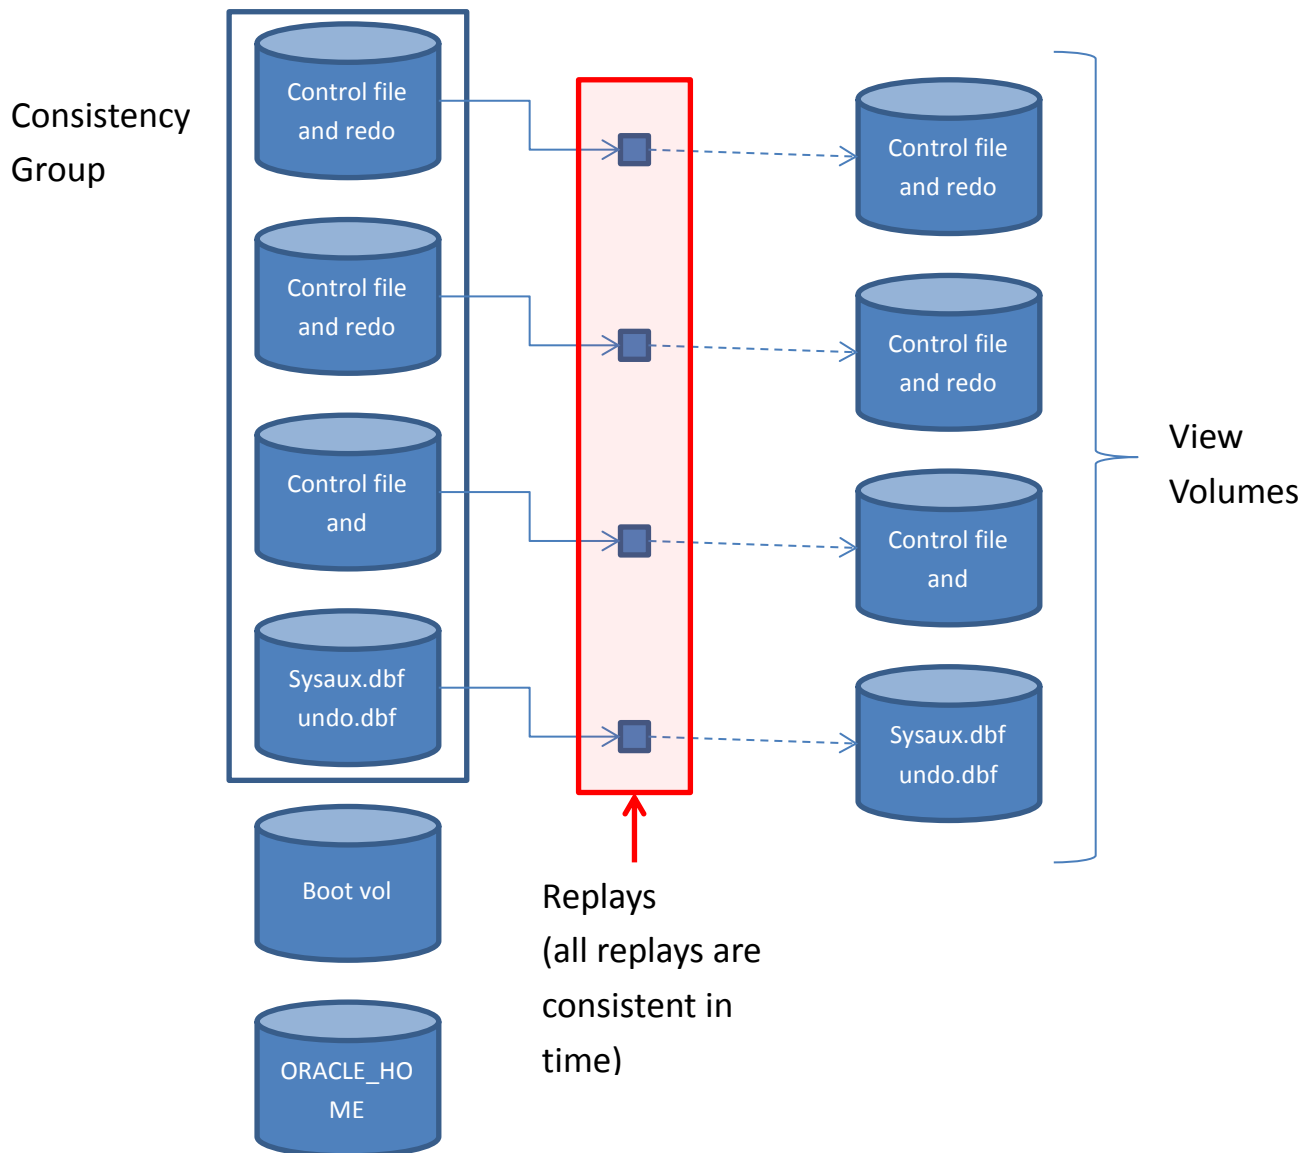 Consistency
Group
Control file
and redo
Control file
and redo
Control file
and
Sysaux.dbf
undo.dbf
Boot vol
ORACLE_HO
ME
Replays
(all replays are
consistent in
time)
Control file
and redo
Control file
and redo
Control file
and
Sysaux.dbf
undo.dbf
View
Volumes